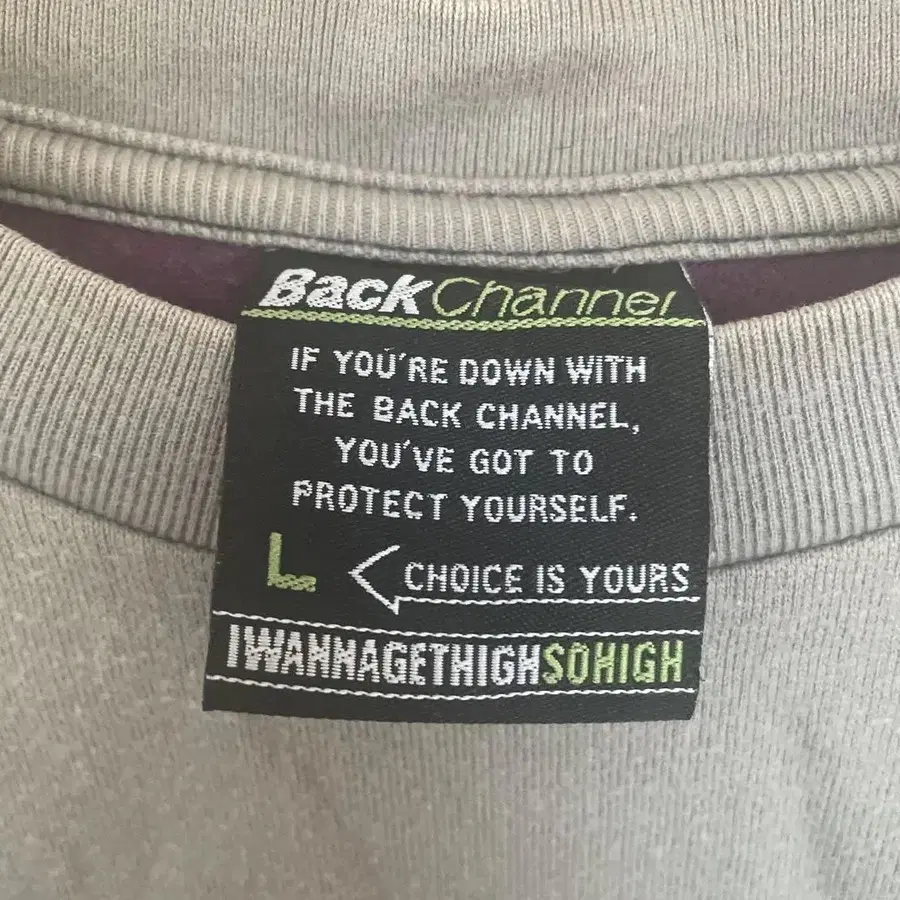 BackChannel
IF YOU'RE DOWN WITH
THE BACK CHANNEL,
YOU'VE GOT TO
PROTECT YOURSELF.
L CHOICE IS YOURS
IWANNAGETHIGHSOHIGH